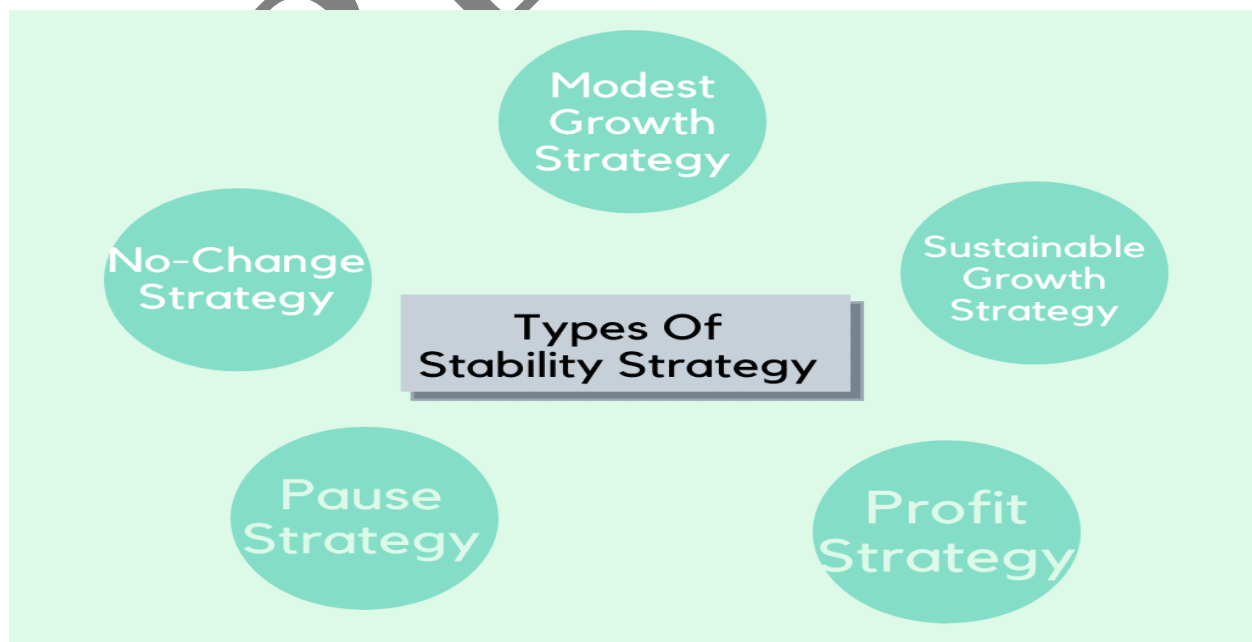 Modest
Growth
Strategy
No-Change
Strategy
Sustainable
Growth
Strategy
Types Of
Stability Strategy
Pause
Strategy
Profit
Strategy